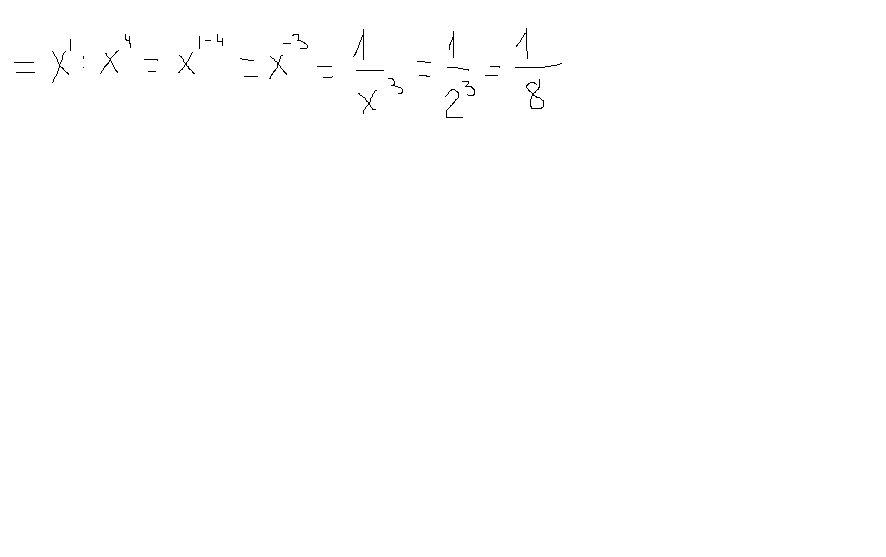 = x¹ : x⁴ = x¹⁻⁴ = x⁻³ = 1/x³ = 1/2³ = 1/8